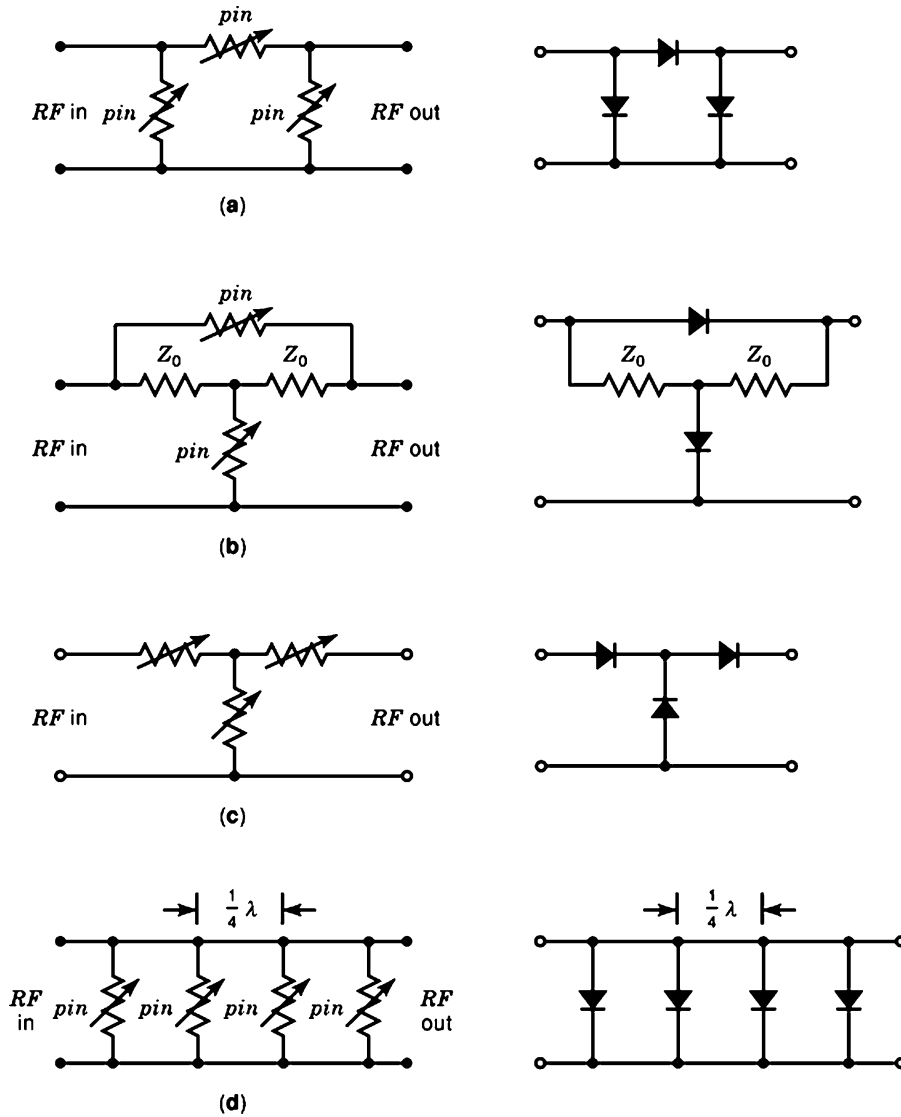 pin
RF in pin pin RF out
(a)
pin
Z₀ Z₀ Z₀ Z₀
RF in pin RF out
(b)
RF in RF out
(c)
1/4 λ 1/4 λ
RF in pin pin pin pin RF out
(d)